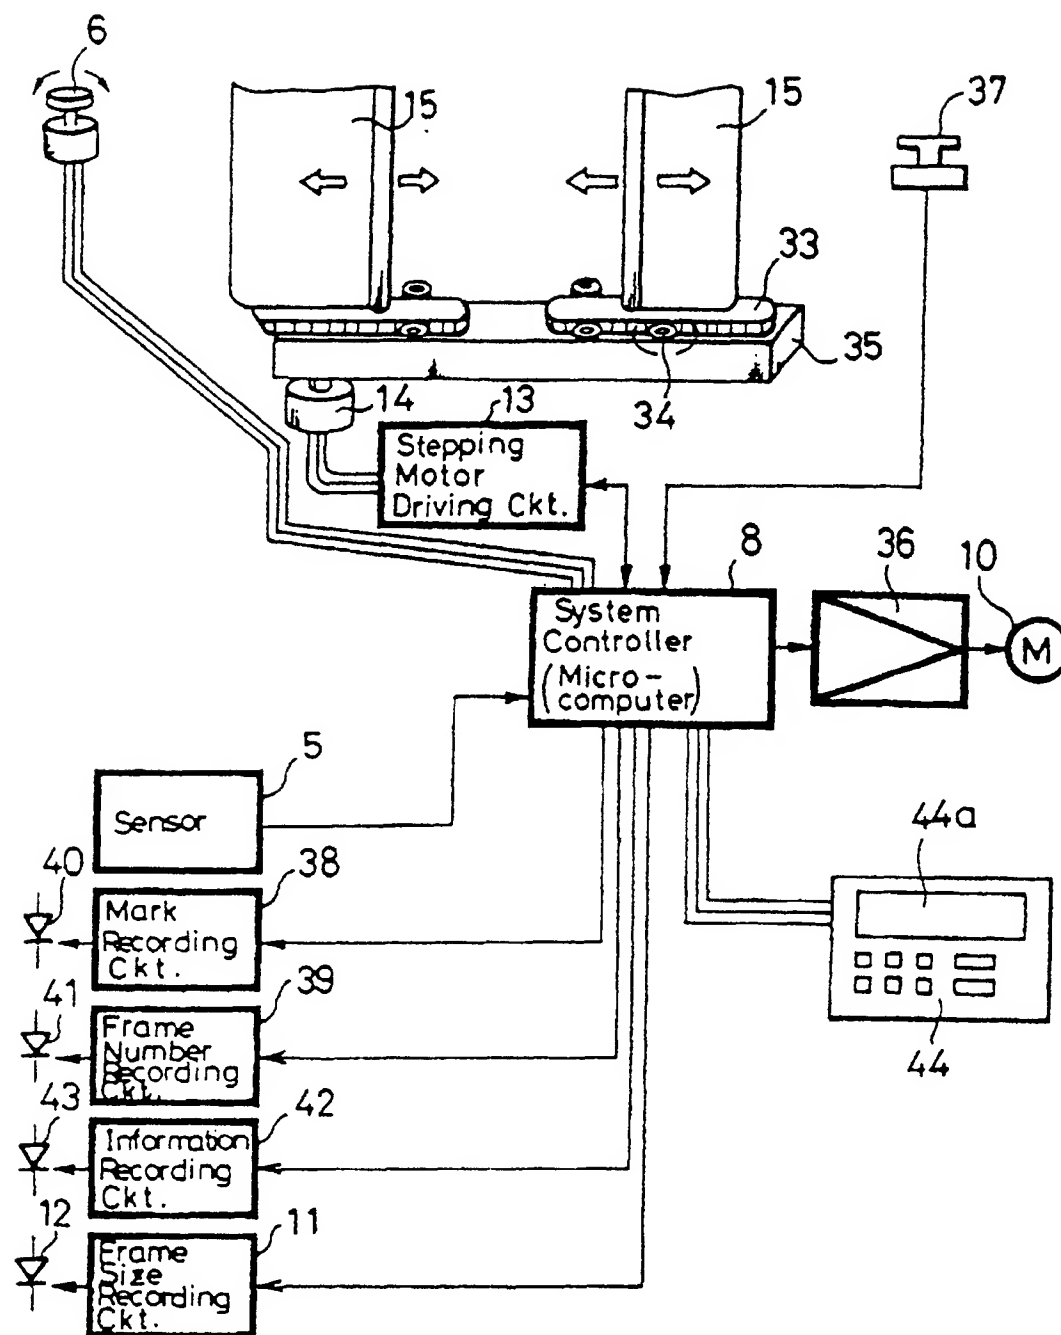 6
15
15
37
33
35
34
14
13
Stepping
Motor
Driving Ckt.
8
36
10
System
Controller
(Micro-
computer)
M
5
Sensor
44a
40
38
Mark
Recording
Ckt.
39
41
Frame
Number
Recording
Ckt.
44
43
42
Information
Recording
Ckt.
12
11
Frame
Size
Recording
Ckt.